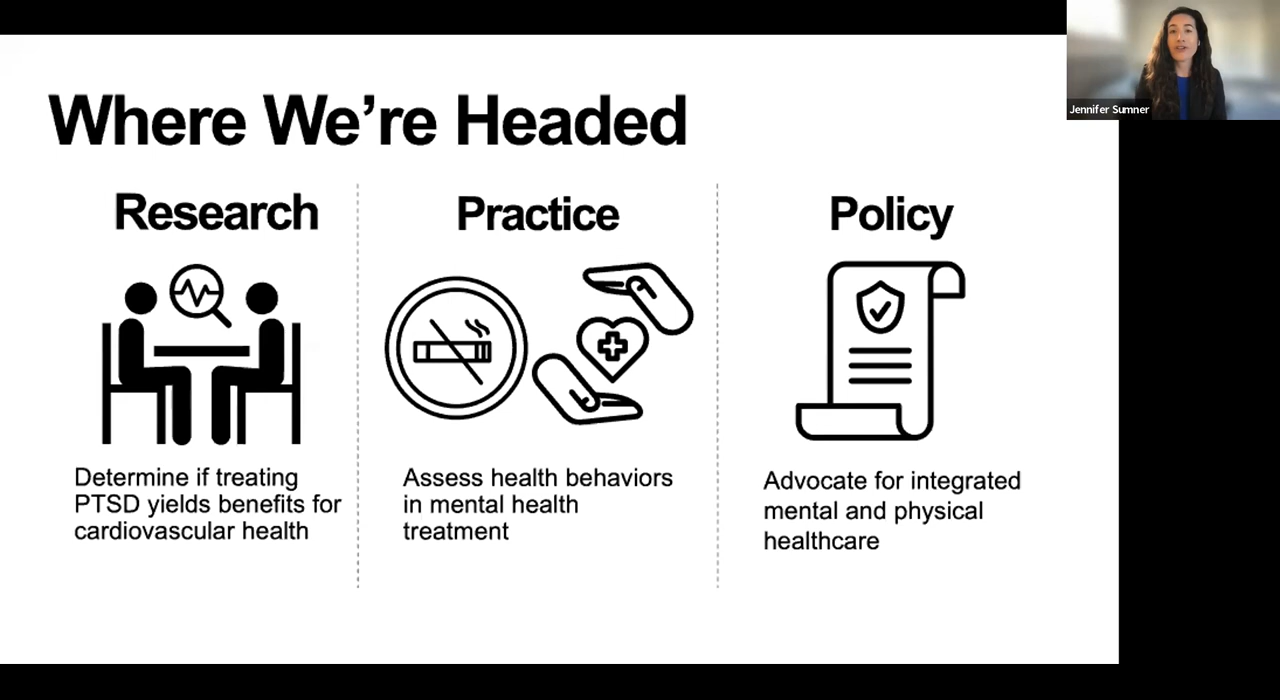 Where We're Headed
Research
Practice
Policy
Determine if treating
PTSD yields benefits for
cardiovascular health
Assess health behaviors
in mental health
treatment
Advocate for integrated
mental and physical
healthcare
Jennifer Sumner